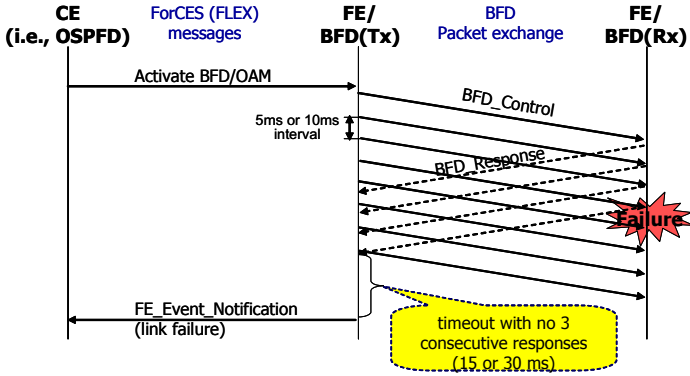 CE
(i.e., OSPFD)
ForCES (FLEX)
messages
FE/
BFD(Tx)
BFD
Packet exchange
FE/
BFD(Rx)
Activate BFD/OAM
BFD_Control
5ms or 10ms
interval
BFD_Response
Failure
FE_Event_Notification
(link failure)
timeout with no 3
consecutive responses
(15 or 30 ms)